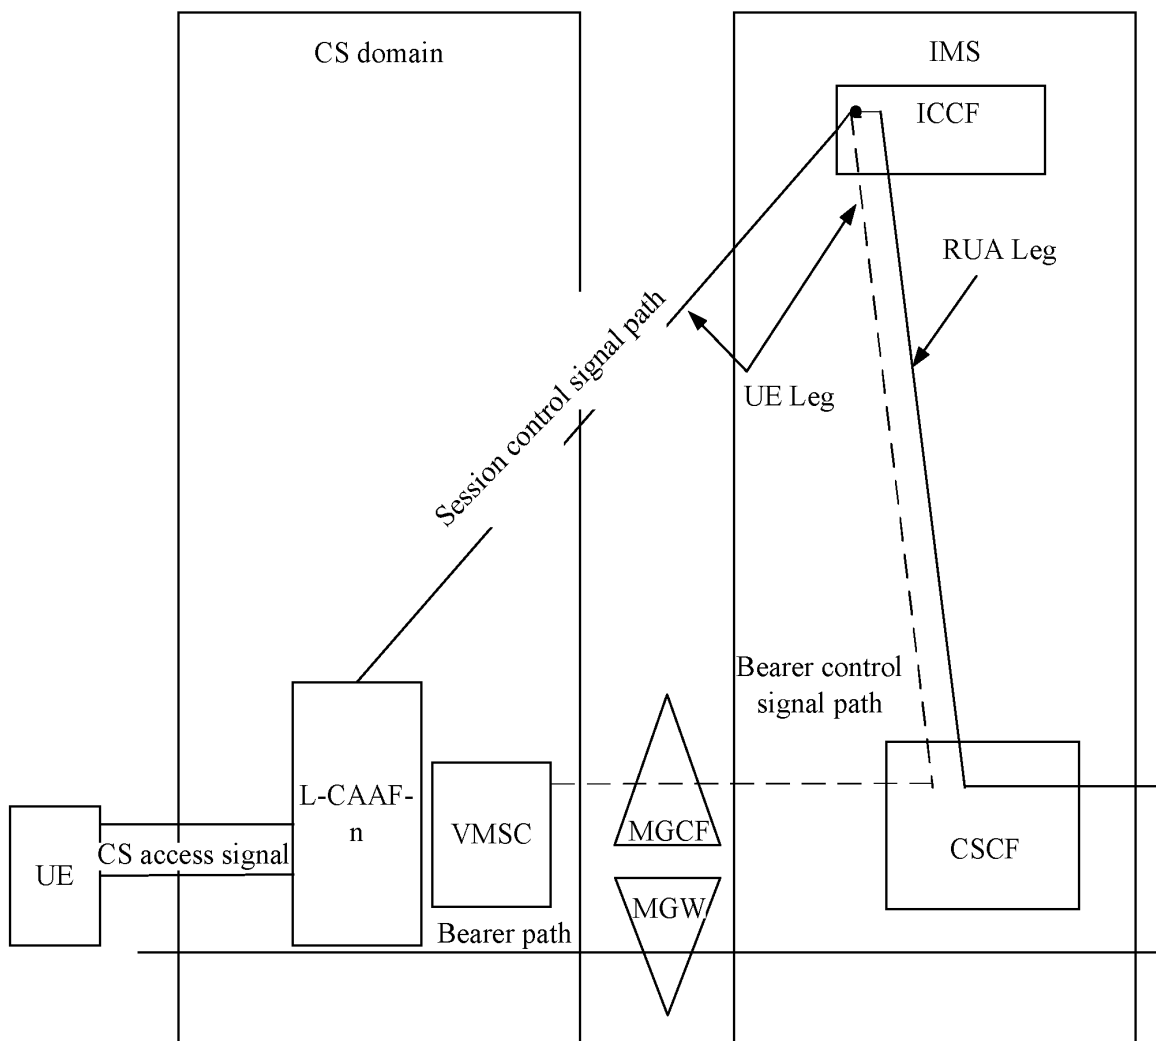 CS domain
IMS
ICCF
RUA Leg
Session control signal path
UE Leg
Bearer control
signal path
L-CAAF-
n
VMSC
MGCF
CSCF
UE
CS access signal
MGW
Bearer path